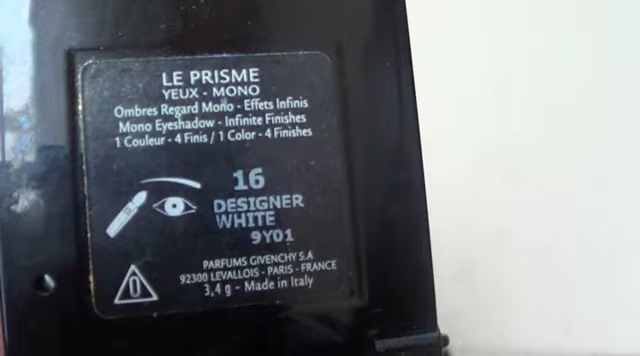 LE PRISME
YEUX - MONO
Ombres Regard Mono - Effets Infinis
Mono Eyeshadow - Infinite Finishes
1 Couleur - 4 Finis / 1 Color - 4 Finishes
16
DESIGNER
WHITE
9Y01
PARFUMS GIVENCHY S.A
92300 LEVALLOIS - PARIS - FRANCE
3,4 g - Made in Italy
0